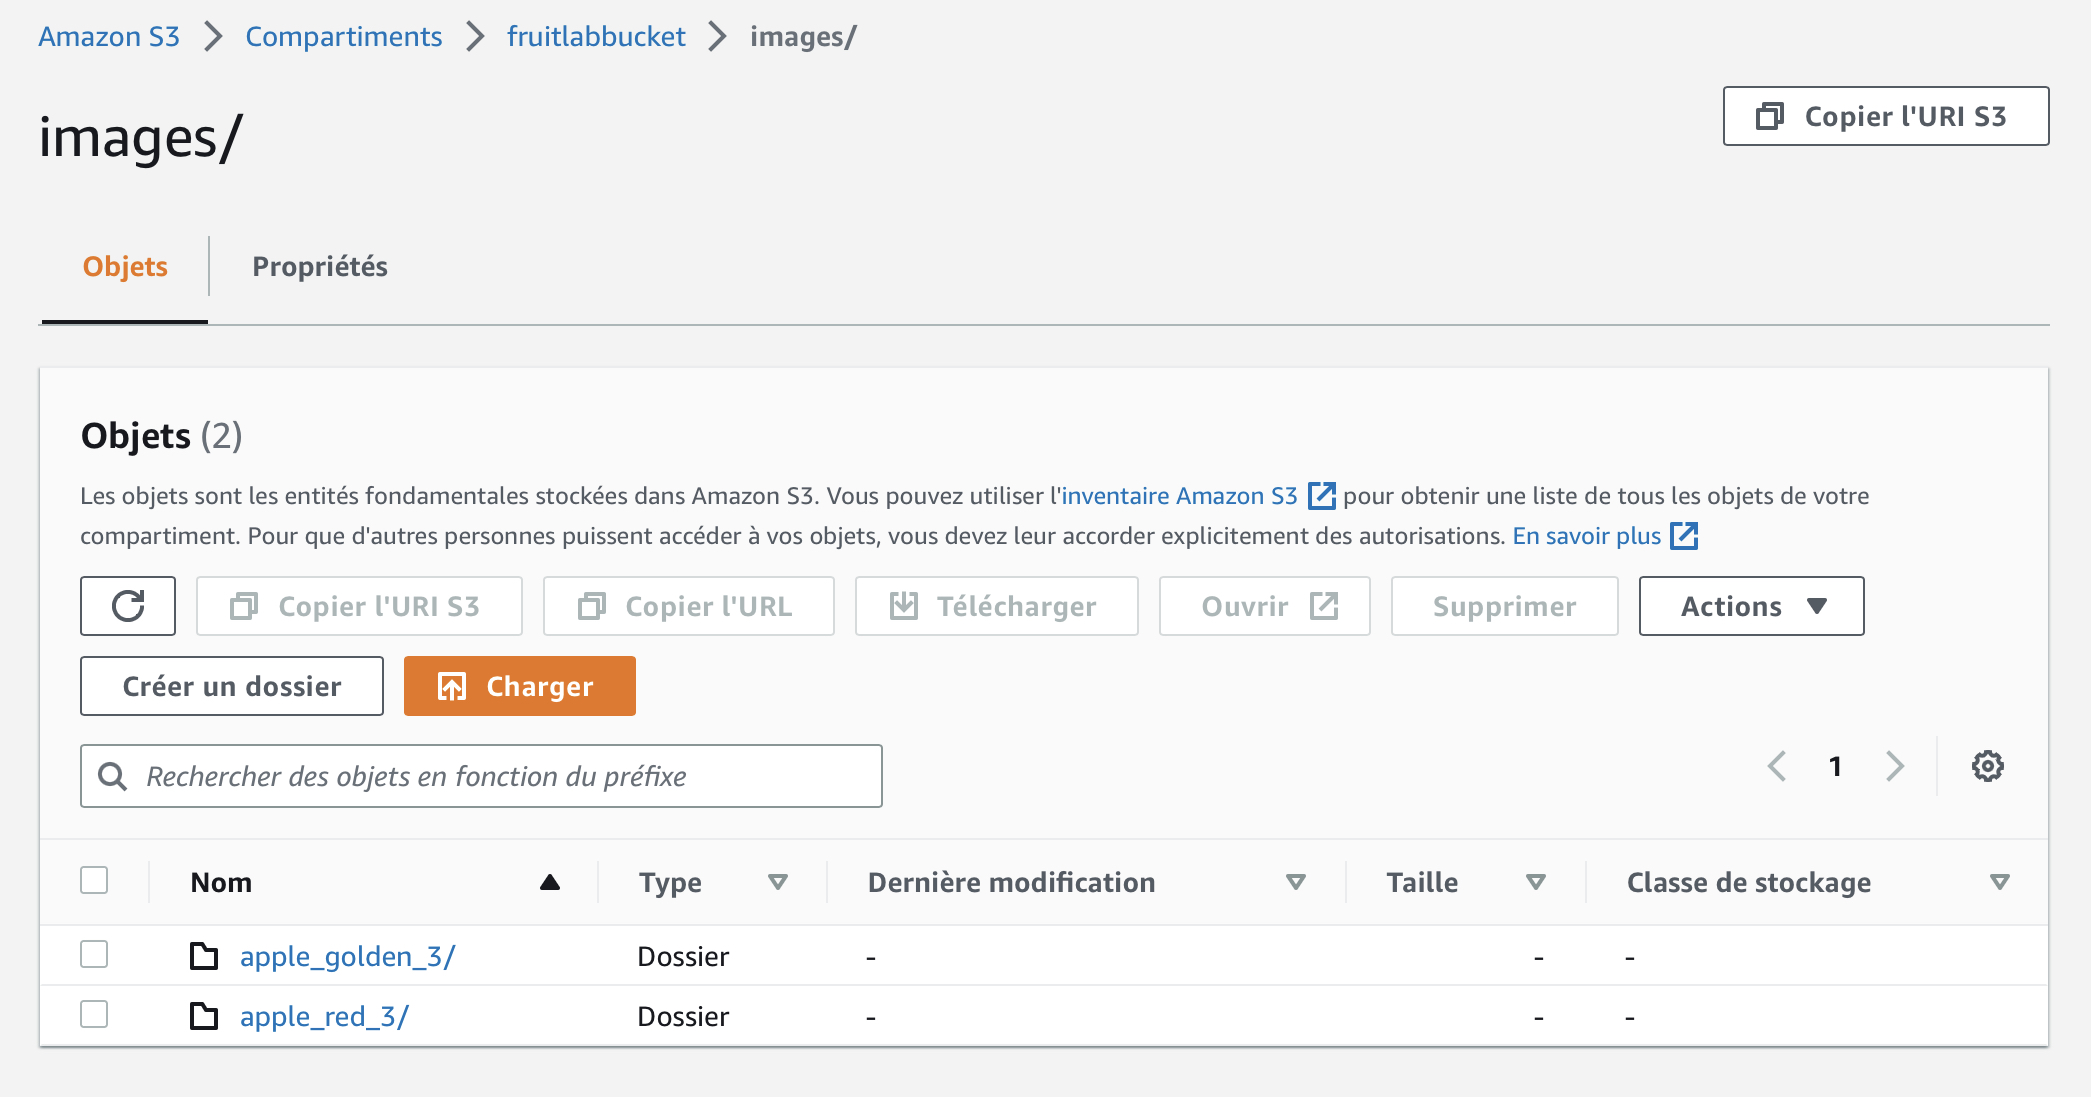 Amazon S3 > Compartiments > fruitlabbucket > images/
Copier l'URI S3
images/
Objets
Propriétés
Objets (2)
Les objets sont les entités fondamentales stockées dans Amazon S3. Vous pouvez utiliser l'inventaire Amazon S3 pour obtenir une liste de tous les objets de votre
compartiment. Pour que d'autres personnes puissent accéder à vos objets, vous devez leur accorder explicitement des autorisations. En savoir plus
Copier l'URI S3 Copier l'URL Télécharger Ouvrir Supprimer Actions
Créer un dossier Charger
Rechercher des objets en fonction du préfixe
1
Nom Type Dernière modification Taille Classe de stockage
apple_golden_3/ Dossier - - -
apple_red_3/ Dossier - - -